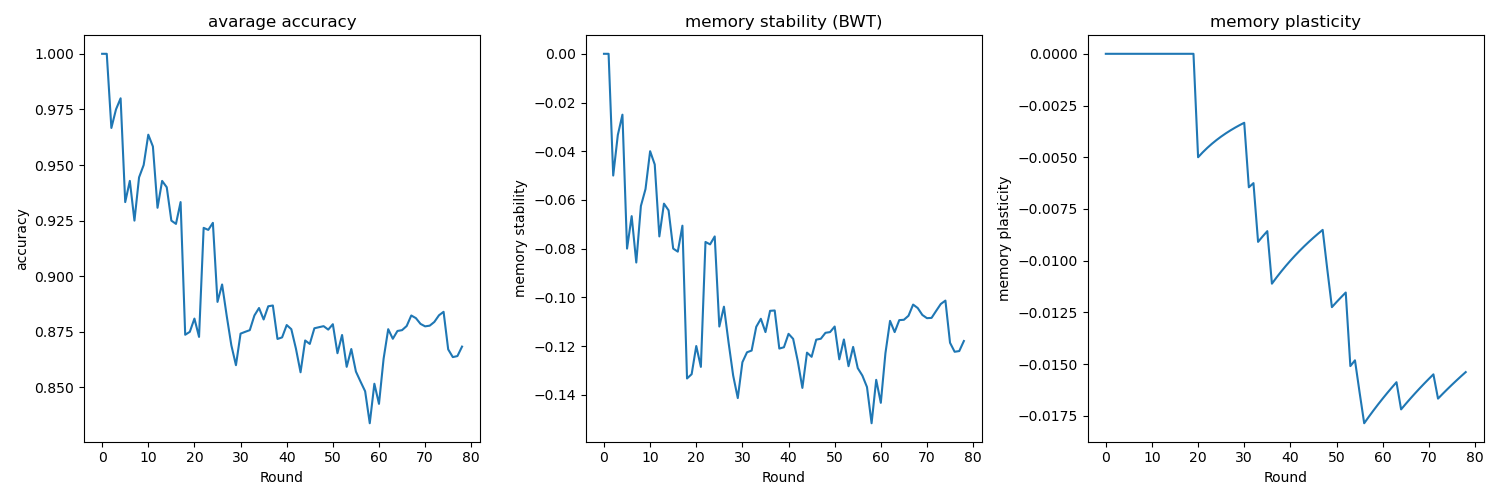 avarage accuracy
1.000
0.975
0.950
0.925
0.900
0.875
0.850
accuracy
0 10 20 30 40 50 60 70 80
Round
memory stability (BWT)
0.00
−0.02
−0.04
−0.06
−0.08
−0.10
−0.12
−0.14
memory stability
0 10 20 30 40 50 60 70 80
Round
memory plasticity
0.0000
−0.0025
−0.0050
−0.0075
−0.0100
−0.0125
−0.0150
−0.0175
memory plasticity
0 10 20 30 40 50 60 70 80
Round